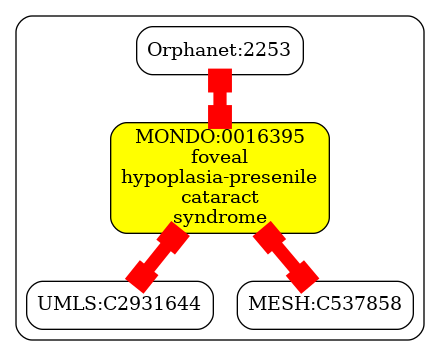 Orphanet:2253
MONDO:0016395
foveal
hypoplasia-presenile
cataract
syndrome
UMLS:C2931644
MESH:C537858